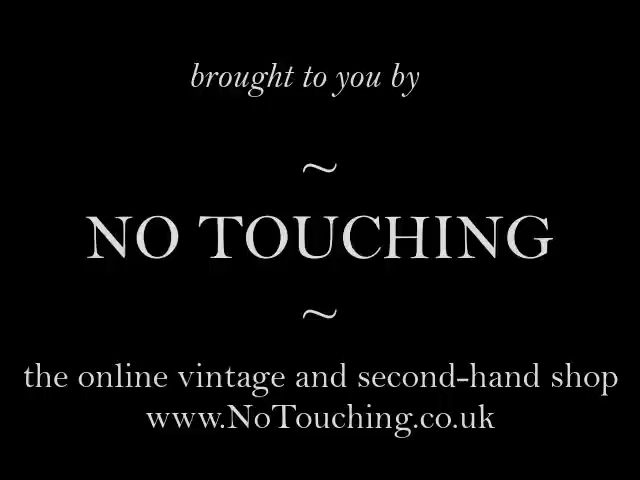 brought to you by
~
NO TOUCHING
~
the online vintage and second-hand shop
www.NoTouching.co.uk